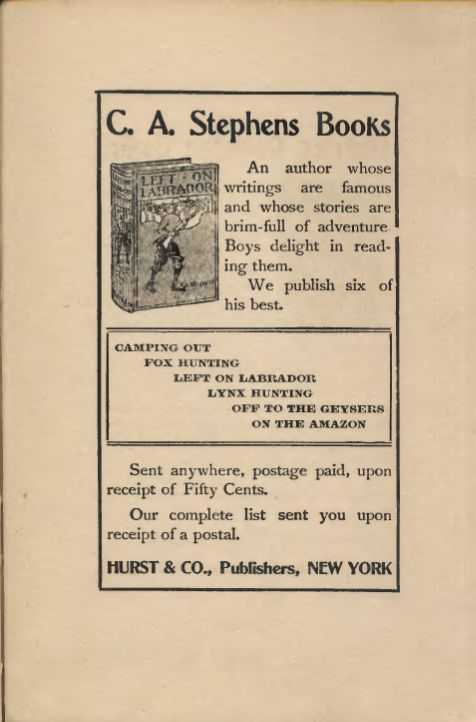 C. A. Stephens Books
LEFT ON
LABRADOR
An author whose
writings are famous
and whose stories are
brim-full of adventure
Boys delight in read-
ing them.
We publish six of
his best.
CAMPING OUT
FOX HUNTING
LEFT ON LABRADOR
LYNX HUNTING
OFF TO THE GEYSERS
ON THE AMAZON
Sent anywhere, postage paid, upon
receipt of Fifty Cents.
Our complete list sent you upon
receipt of a postal.
HURST & CO., Publishers, NEW YORK